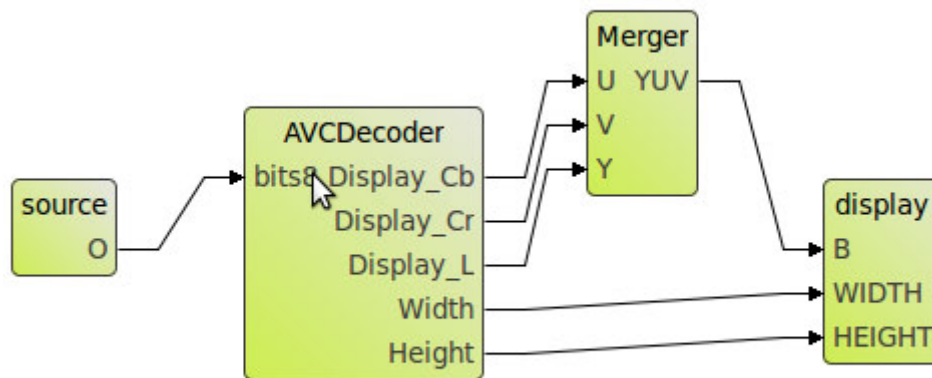 source
O
AVCDecoder
bits8 Display_Cb
Display_Cr
Display_L
Width
Height
Merger
U YUV
V
Y
display
B
WIDTH
HEIGHT